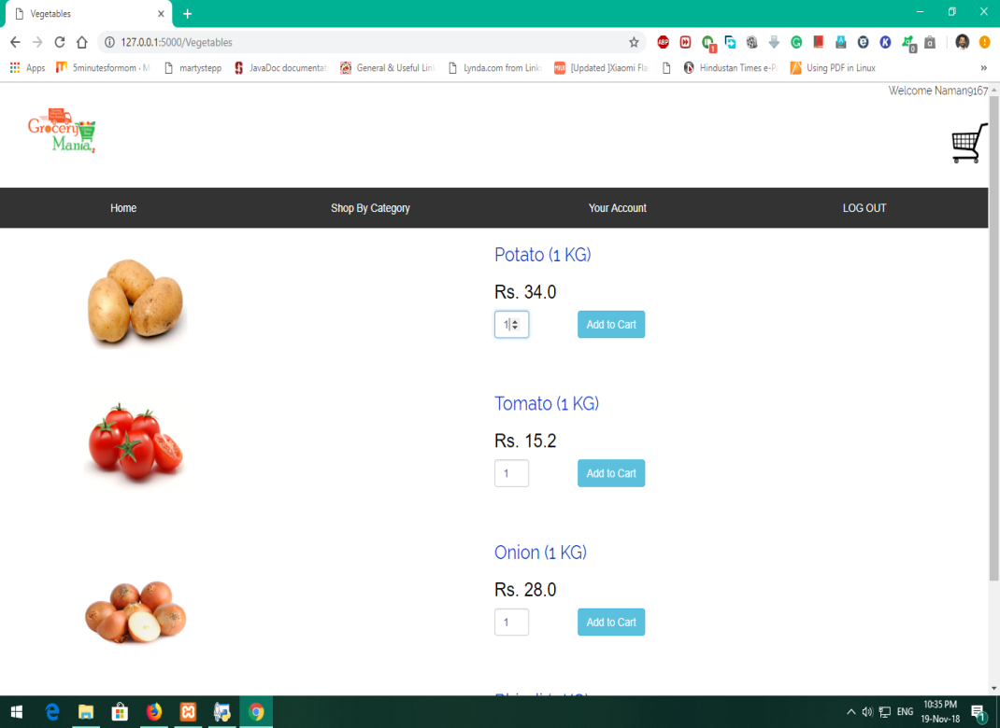 Vegetables
127.0.0.1:5000/Vegetables
Apps 5minutesformom - M martystepp JavaDoc documentat General & Useful Lin Lynda.com from Link [Updated ]Xiaomi Fla Hindustan Times e-P Using PDF in Linux »
Welcome Naman9167
Grocery
Mania
Home Shop By Category Your Account LOG OUT
Potato (1 KG)
Rs. 34.0
1 Add to Cart
Tomato (1 KG)
Rs. 15.2
1 Add to Cart
Onion (1 KG)
Rs. 28.0
1 Add to Cart
ENG
10:35 PM
19-Nov-18
1